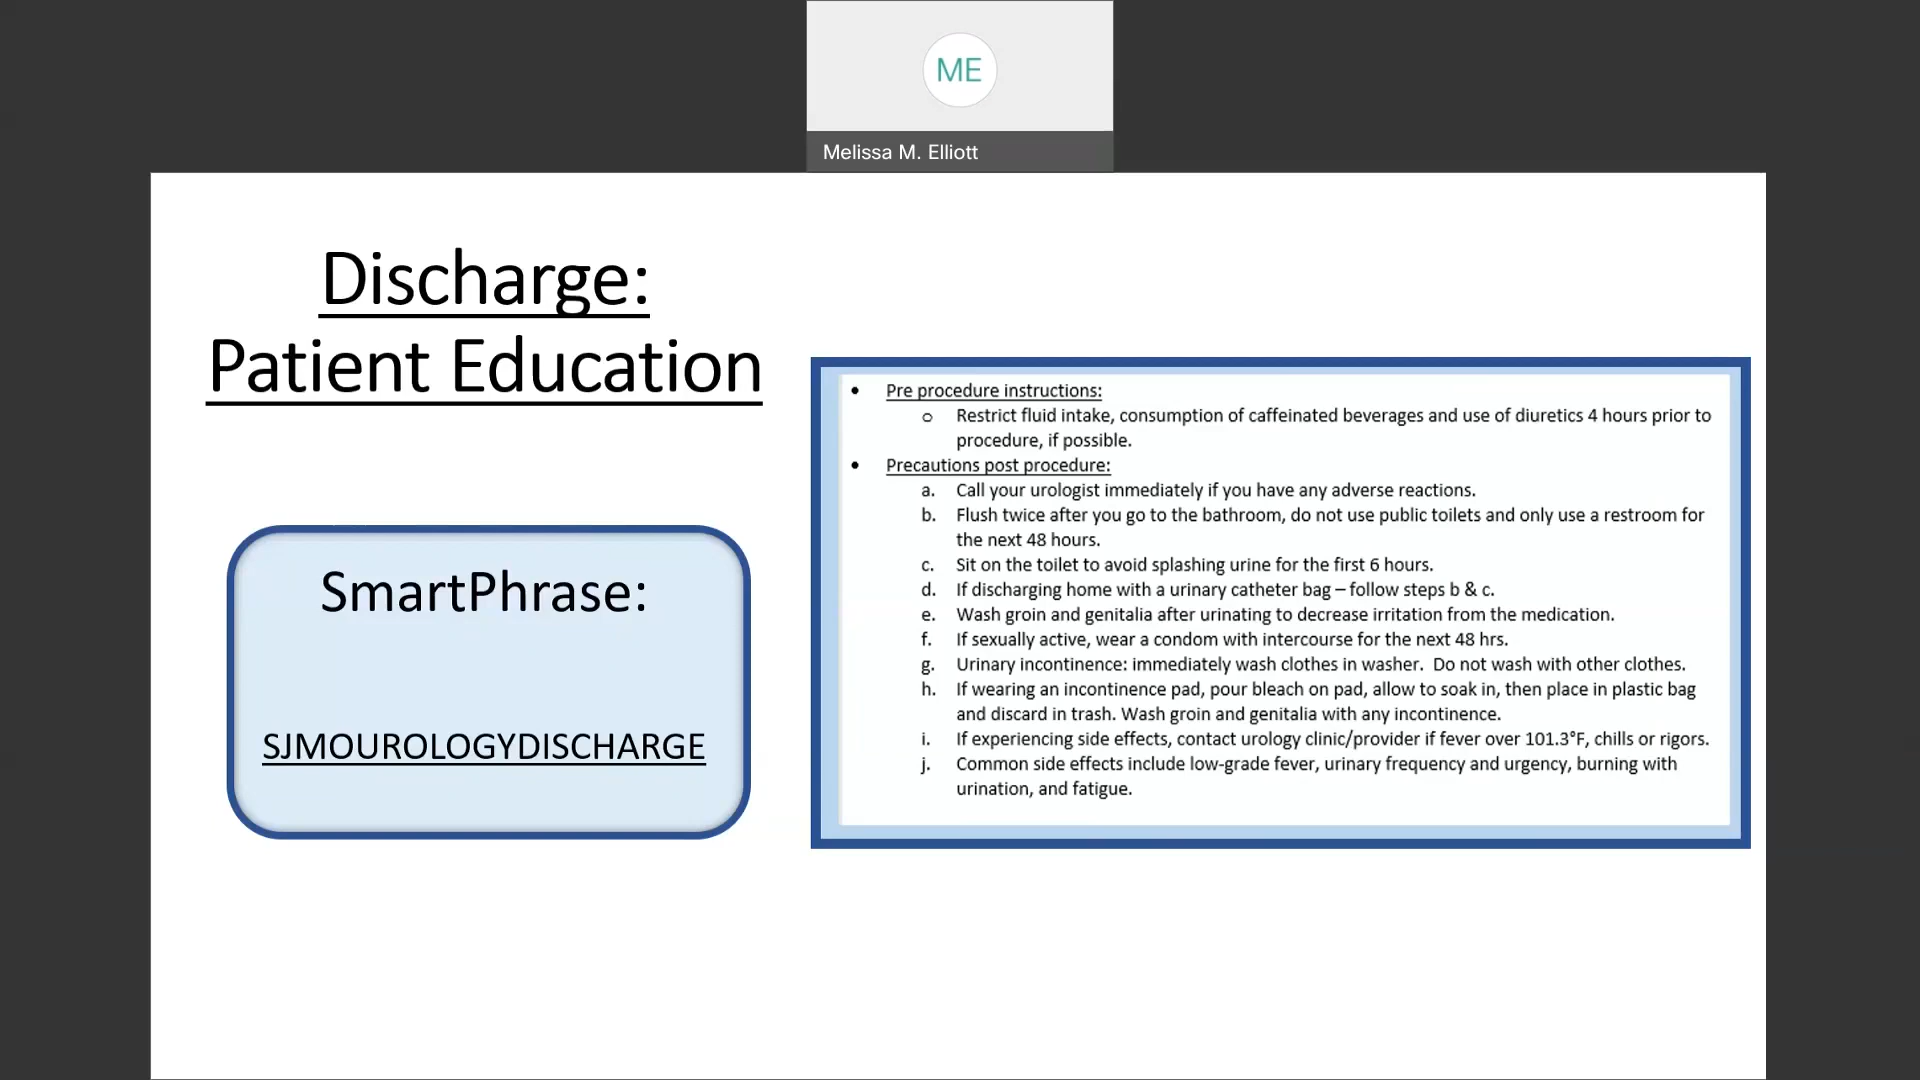 ME
Melissa M. Elliott
Discharge:
Patient Education
SmartPhrase:
SJMOUROLOGYDISCHARGE
• Pre procedure instructions:
o Restrict fluid intake, consumption of caffeinated beverages and use of diuretics 4 hours prior to
procedure, if possible.
• Precautions post procedure:
a. Call your urologist immediately if you have any adverse reactions.
b. Flush twice after you go to the bathroom, do not use public toilets and only use a restroom for
the next 48 hours.
c. Sit on the toilet to avoid splashing urine for the first 6 hours.
d. If discharging home with a urinary catheter bag – follow steps b & c.
e. Wash groin and genitalia after urinating to decrease irritation from the medication.
f. If sexually active, wear a condom with intercourse for the next 48 hrs.
g. Urinary incontinence: immediately wash clothes in washer.  Do not wash with other clothes.
h. If wearing an incontinence pad, pour bleach on pad, allow to soak in, then place in plastic bag
and discard in trash. Wash groin and genitalia with any incontinence.
i. If experiencing side effects, contact urology clinic/provider if fever over 101.3°F, chills or rigors.
j. Common side effects include low-grade fever, urinary frequency and urgency, burning with
urination, and fatigue.